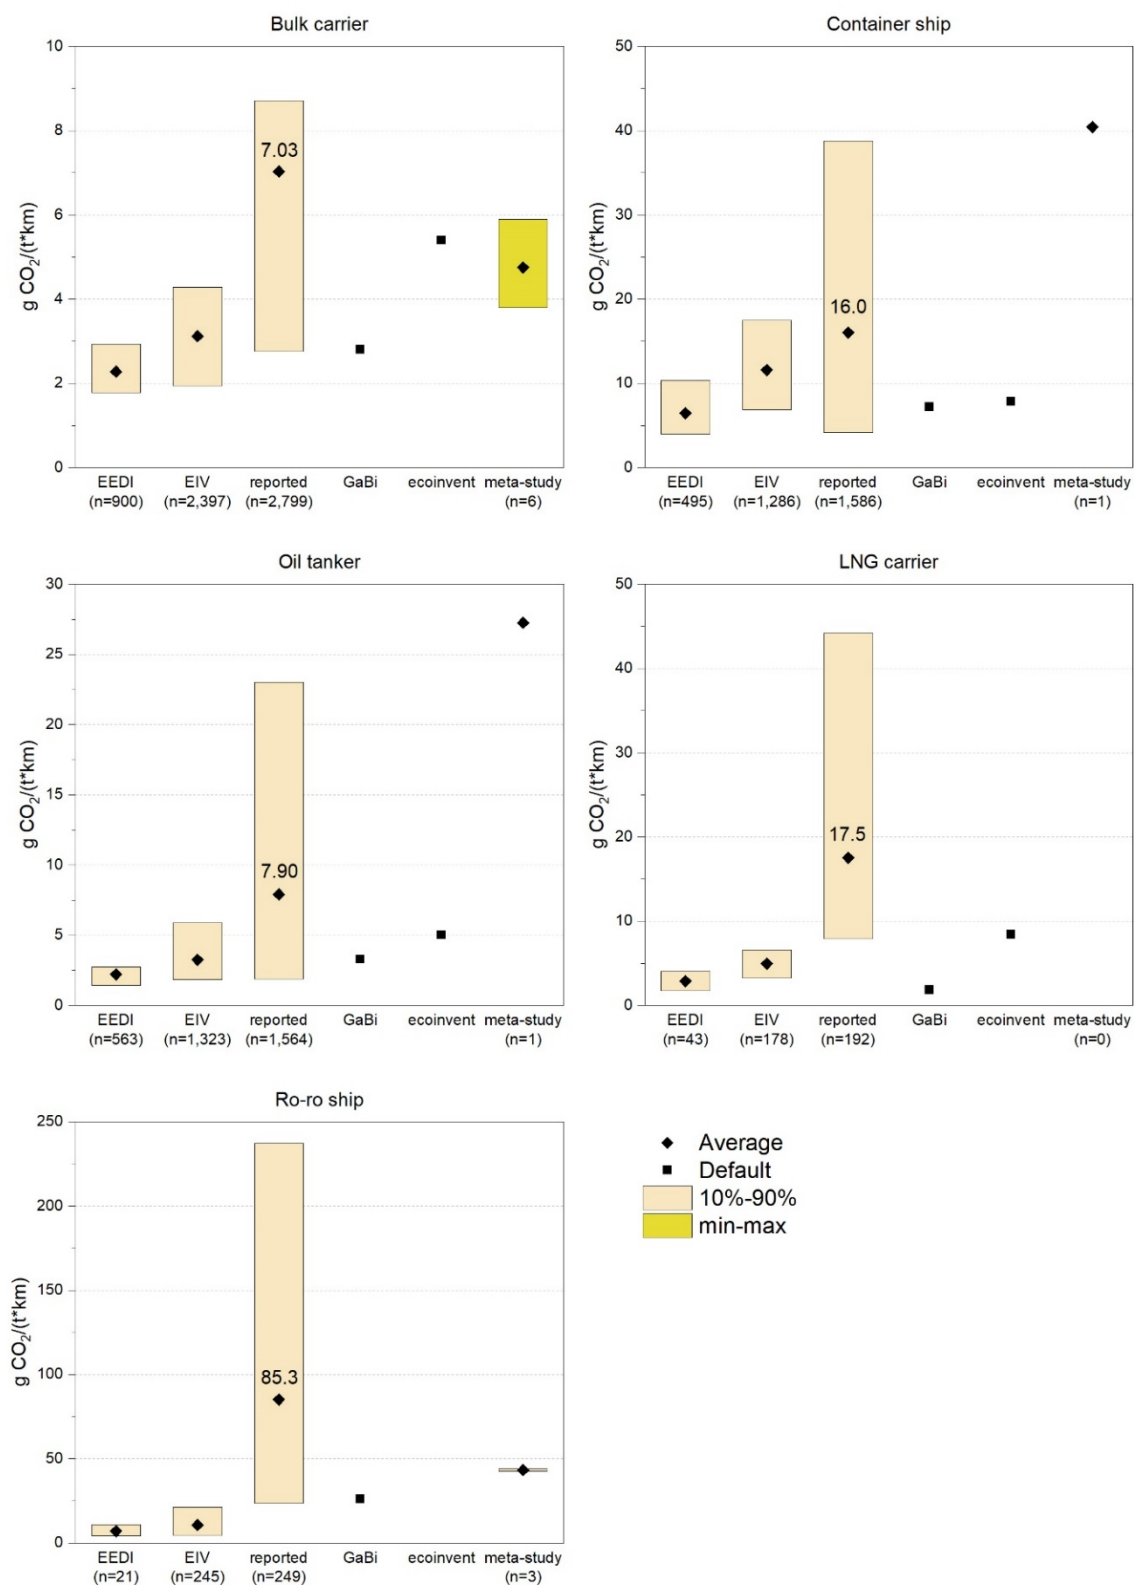 Bulk carrier
10
8
6
4
2
0
g CO₂/(t*km)
7.03
EEDI EIV reported GaBi ecoinvent meta-study
(n=900) (n=2,397) (n=2,799) (n=6)
Container ship
50
40
30
20
10
0
g CO₂/(t*km)
16.0
EEDI EIV reported GaBi ecoinvent meta-study
(n=495) (n=1,286) (n=1,586) (n=1)
Oil tanker
30
25
20
15
10
5
0
g CO₂/(t*km)
7.90
EEDI EIV reported GaBi ecoinvent meta-study
(n=563) (n=1,323) (n=1,564) (n=1)
LNG carrier
50
40
30
20
10
0
g CO₂/(t*km)
17.5
EEDI EIV reported GaBi ecoinvent meta-study
(n=43) (n=178) (n=192) (n=0)
Ro-ro ship
250
200
150
100
50
0
g CO₂/(t*km)
85.3
EEDI EIV reported GaBi ecoinvent meta-study
(n=21) (n=245) (n=249) (n=3)
Average
Default
10%-90%
min-max